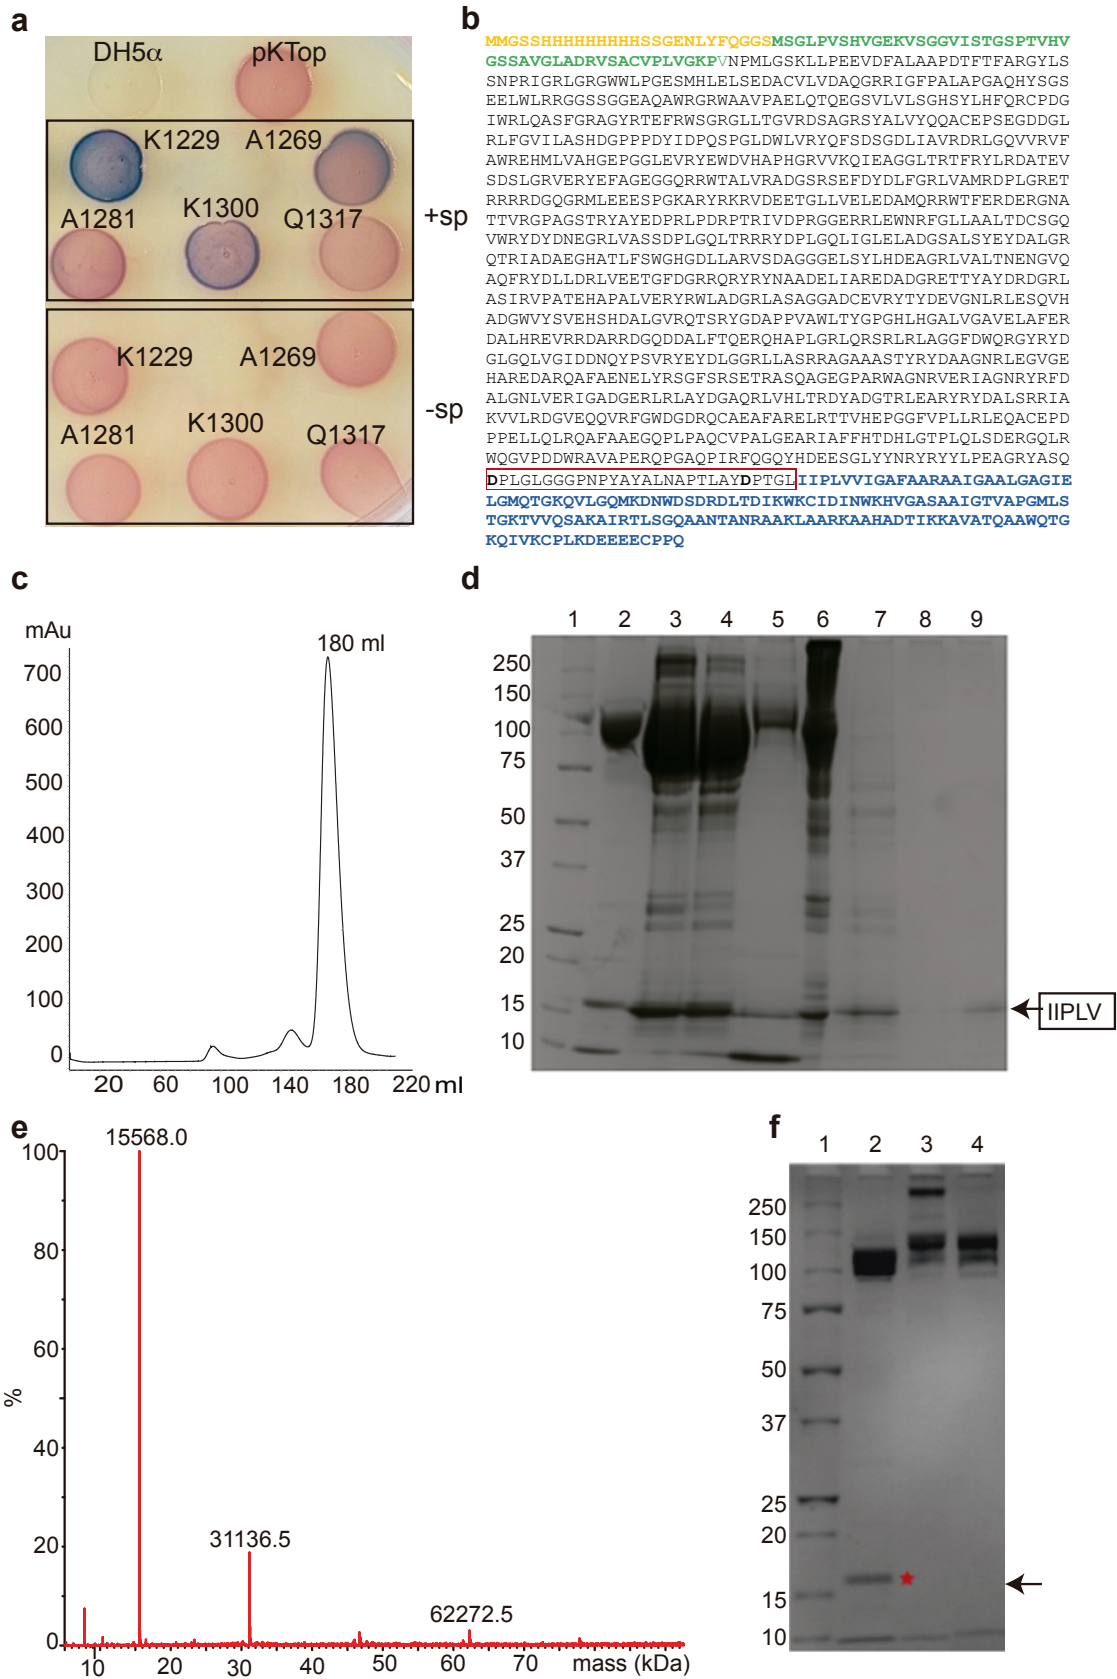 a
DH5α pKTop
K1229 A1269
A1281 K1300 Q1317
+sp
K1229 A1269
A1281 K1300 Q1317
-sp
b
MMGSSHHHHHHHHHHSSGENLYFQGGSMSGLPVSHVGEKVSGGVISTGSPTVHV
GSSAVGLADRVSACVPLVGKPVNPMLGSKLLPEEVDFALAAPDTFTFARGYLS
SNPRIGRLGRGWWLPGESMHLELSEDACVLVDAQGRRIGFPALAPGAQHYSGS
EELWLRRGGSSGGEAQAWRGRWAAVPAELQTQEGSVLVLSGHSYLHFQRCPDG
IWRLQASFGRAGYRTEFRWSGRGLLTGVRDSAGRSYALVYQQACEPSEGDDGL
RLFGVILASHDGPPPDYIDPQSPGLDWLVRYQFSDSGDLIAVRDRLGQVVRVF
AWREHMLVAHGEPGGLEVRYEWDVHAPHGRVVKQIEAGGLTRTFRYLRDATEV
SDSLGRVERYEFAGEGGQRRWTALVRADGSRSEFDYDLFGRLVAMRDPLGRET
RRRRDGQGRMLEEESPGKARYRKRVDEETGLLVELEDAMQRRWTFERDERGNA
TTVRGPAGSTRYAYEDPRLPDRPTRIVDPRGGERRLEWNRFGLLAALTDCSGQ
VWRYDYDNEGRLVASSDPLGQLTRRRYDPLGQLIGLELADGSALSYEYDALGR
QTRIADAEGHATLFSWGHGDLLARVSDAGGGELSYLHDEAGRLVALTNENGVQ
AQFRYDLLDRLVEETGFDGRRQRYRYNAADELIAREDADGRETTYAYDRDGRL
ASIRVPATEHAPALVERYRWLADGRLASAGGADCEVRYTYDEVGNLRLESQVH
ADGWVYSVEHSHDALGVRQTSRYGDAPPVAWLTYGPGHLHGALVGAVELAFER
DALHREVRRDARRDGQDDALFTQERQHAPLGRLQRSRLRLAGGFDWQRGYRYD
GLGQLVGIDDNQYPSVRYEYDLGGRLLASRRAGAAASTYRYDAAGNRLEGVGE
HAREDARQAFAENELYRSGFSRSETRASQAGEGPARWAGNRVERIAGNRYRFD
ALGNLVERIGADGERLRLAYDGAQRLVHLTRDYADGTRLEARYRYDALSRRIA
KVVLRDGVEQQVRFGWDGDRQCAEAFARELRTTVHEPGGFVPLLRLEQACEPD
PPELLQLRQAFAAEGQPLPAQCVPALGEARIAFFHTDHLGTPLQLSDERGQLR
WQGVPDDWRAVAPERQPGAQPIRFQGQYHDEESGLYYNRYRYYLPEAGRYASQ
DPLGLGGGPNPYAYALNAPTLAYDPTGLIIPLVVIGAFAARAAIGAALGAGIE
LGMQTGKQVLGQMKDNWDSDRDLTDIKWKCIDINWKHVGASAAIGTVAPGMLS
TGKTVVQSAKAIRTLSGQAANTANRAAKLAARKAAHADTIKKAVATQAAWQTG
KQIVKCPLKDEEEECPPQ
c
mAu
180 ml
700
600
500
400
300
200
100
0
20 60 100 140 180 220 ml
d
1 2 3 4 5 6 7 8 9
250
150
100
75
50
37
25
20
15
10
IIPLV
e
15568.0
31136.5
62272.5
100
80
60
40
20
0
%
10 20 30 40 50 60 70 mass (kDa)
f
1 2 3 4
250
150
100
75
50
37
25
20
15
10